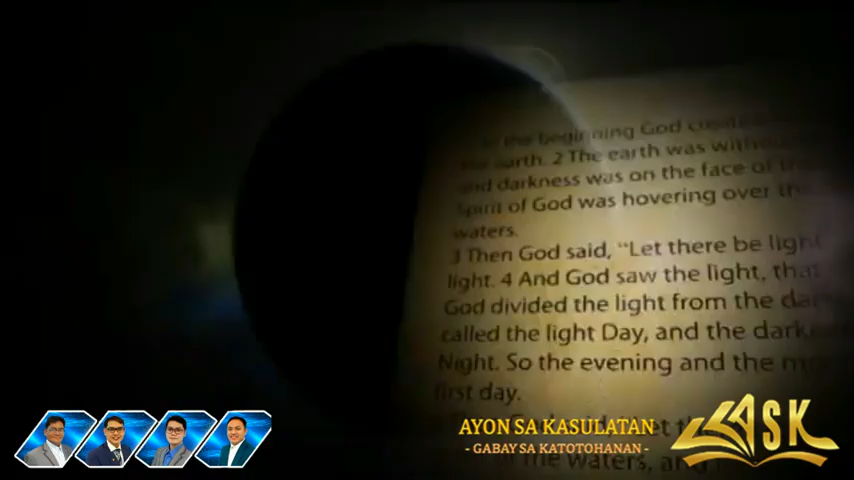 the beginning God
earth. 2 The earth was
and darkness was on the face of
Spirit of God was hovering over
waters.
3 Then God said, “Let there be light
light. 4 And God saw the light, that
God divided the light from the
called the light Day, and the
Night. So the evening and the
first day.
AYON SA KASULATAN
- GABAY SA KATOTOHANAN -
ASK
the waters,